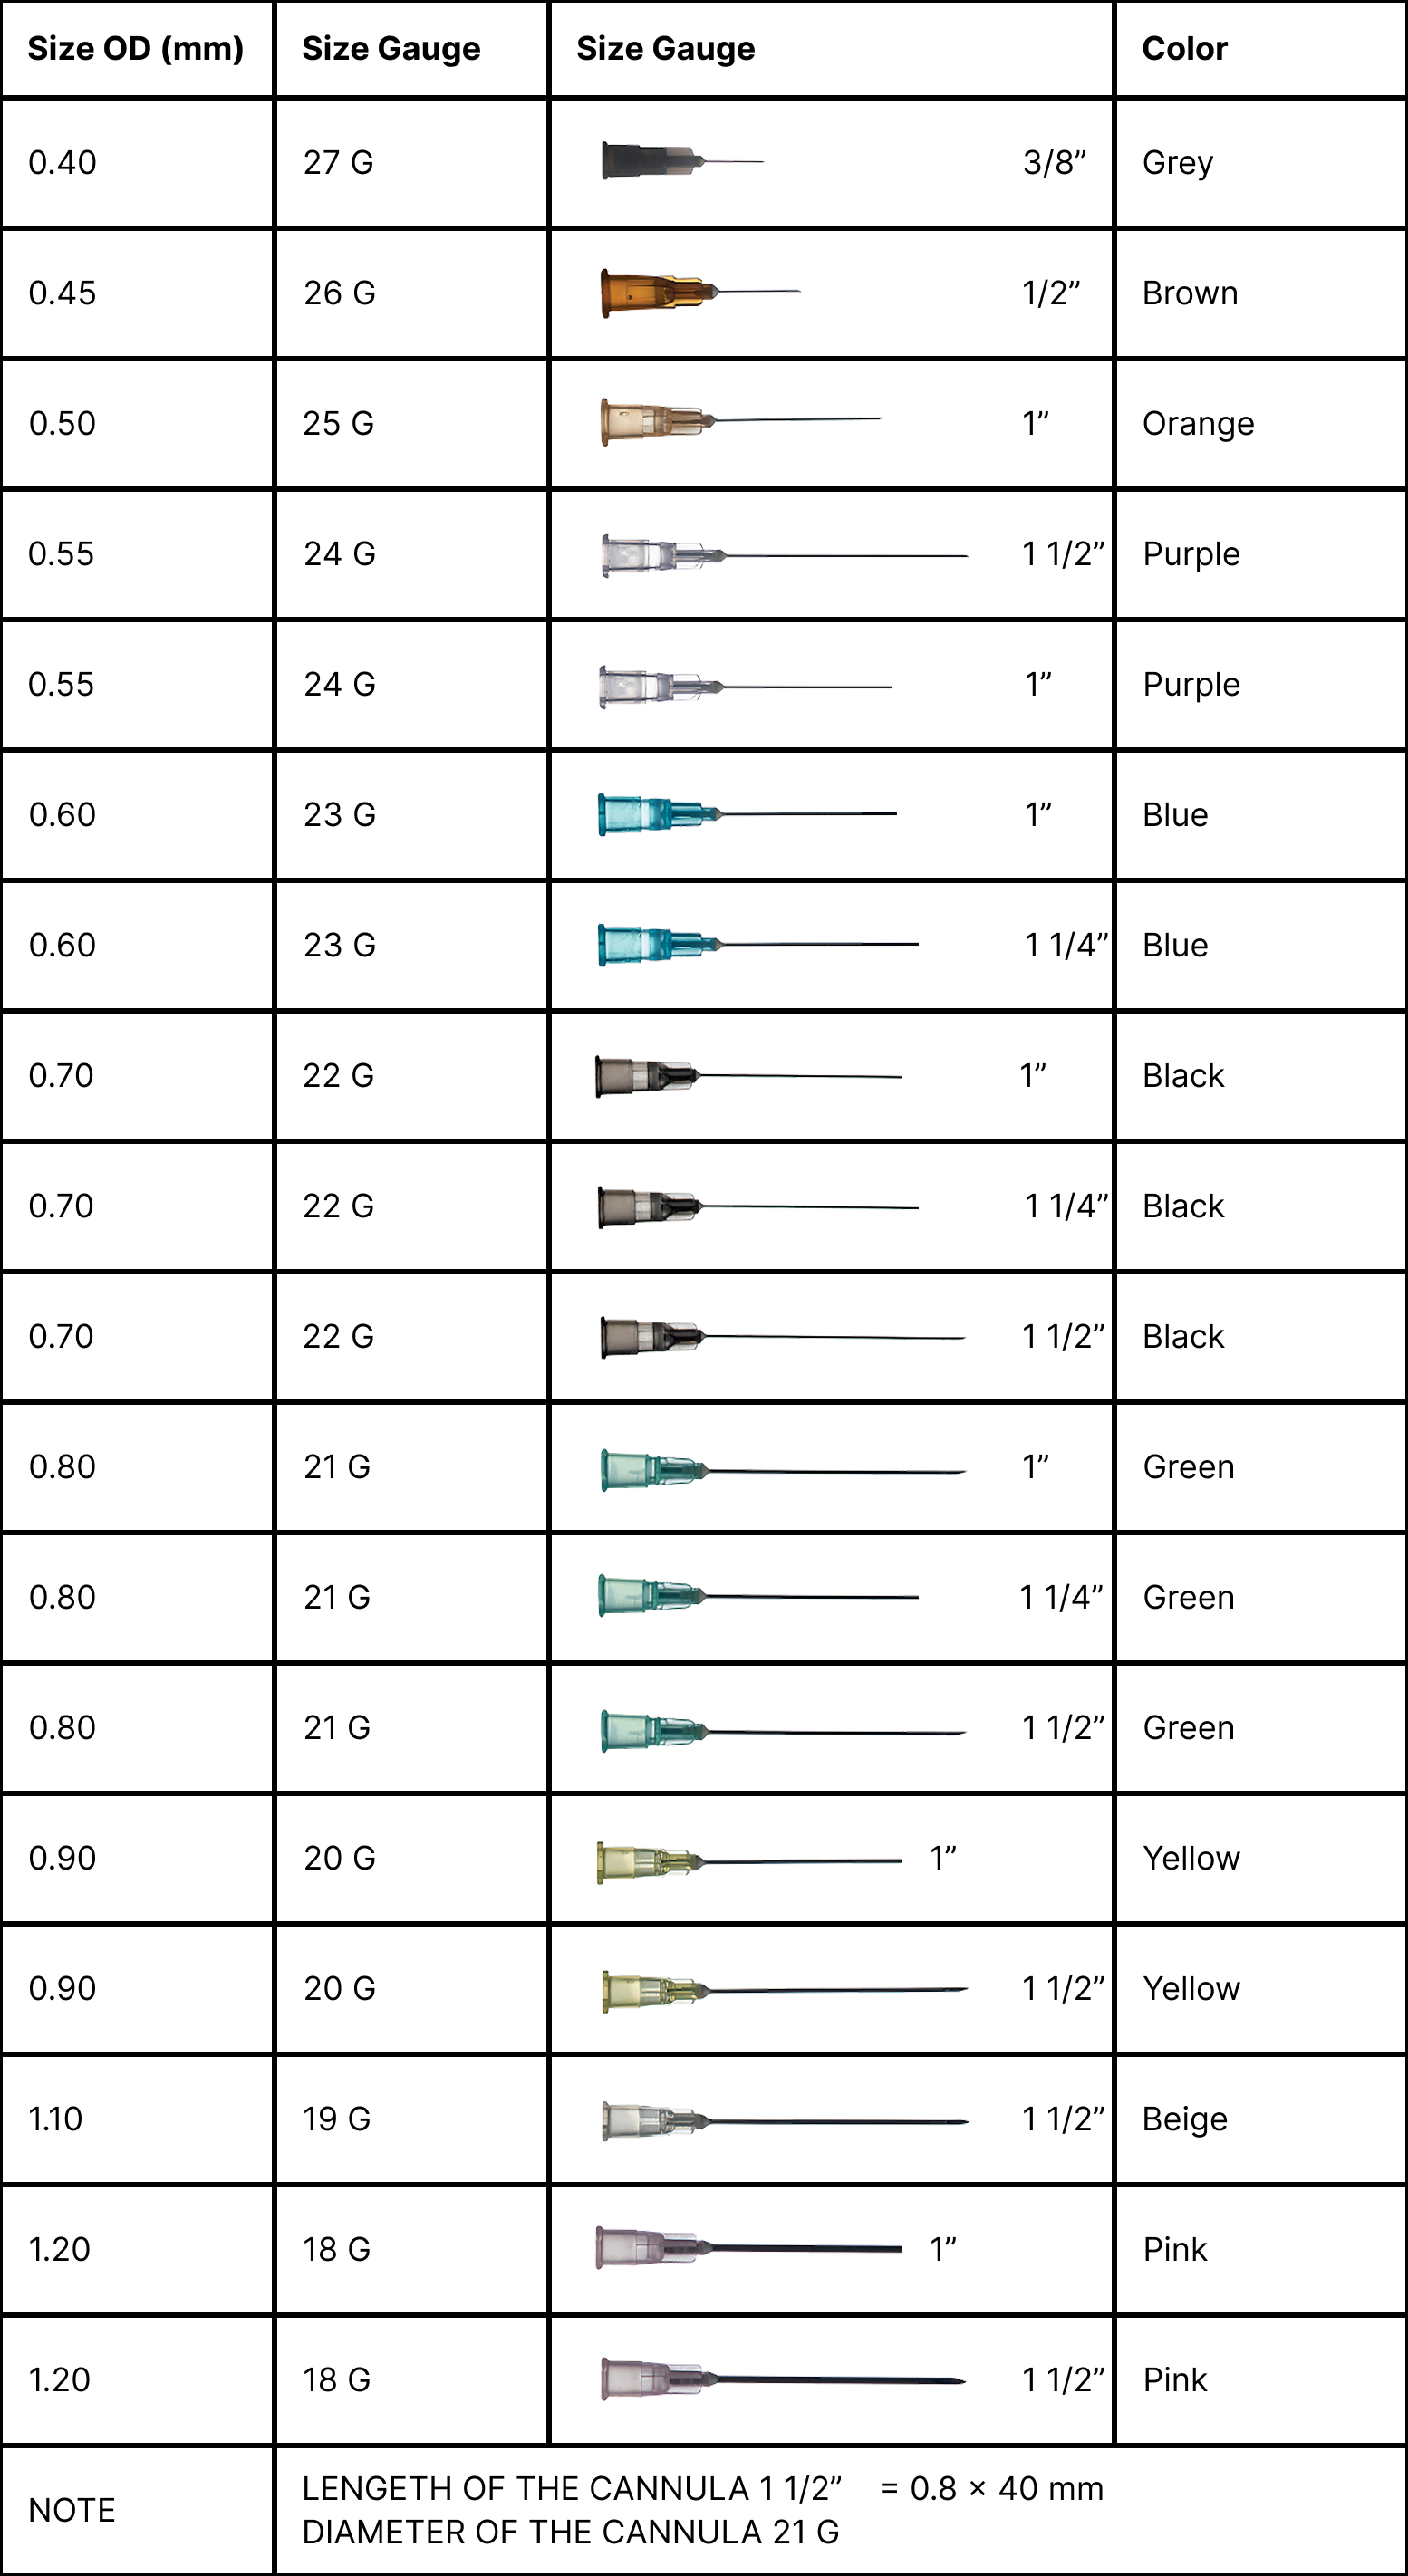 Size OD (mm) Size Gauge Size Gauge Color
0.40 27 G 3/8” Grey
0.45 26 G 1/2” Brown
0.50 25 G 1” Orange
0.55 24 G 1 1/2” Purple
0.55 24 G 1” Purple
0.60 23 G 1” Blue
0.60 23 G 1 1/4” Blue
0.70 22 G 1” Black
0.70 22 G 1 1/4” Black
0.70 22 G 1 1/2” Black
0.80 21 G 1” Green
0.80 21 G 1 1/4” Green
0.80 21 G 1 1/2” Green
0.90 20 G 1” Yellow
0.90 20 G 1 1/2” Yellow
1.10 19 G 1 1/2” Beige
1.20 18 G 1” Pink
1.20 18 G 1 1/2” Pink
NOTE
LENGETH OF THE CANNULA 1 1/2” = 0.8 × 40 mm
DIAMETER OF THE CANNULA 21 G